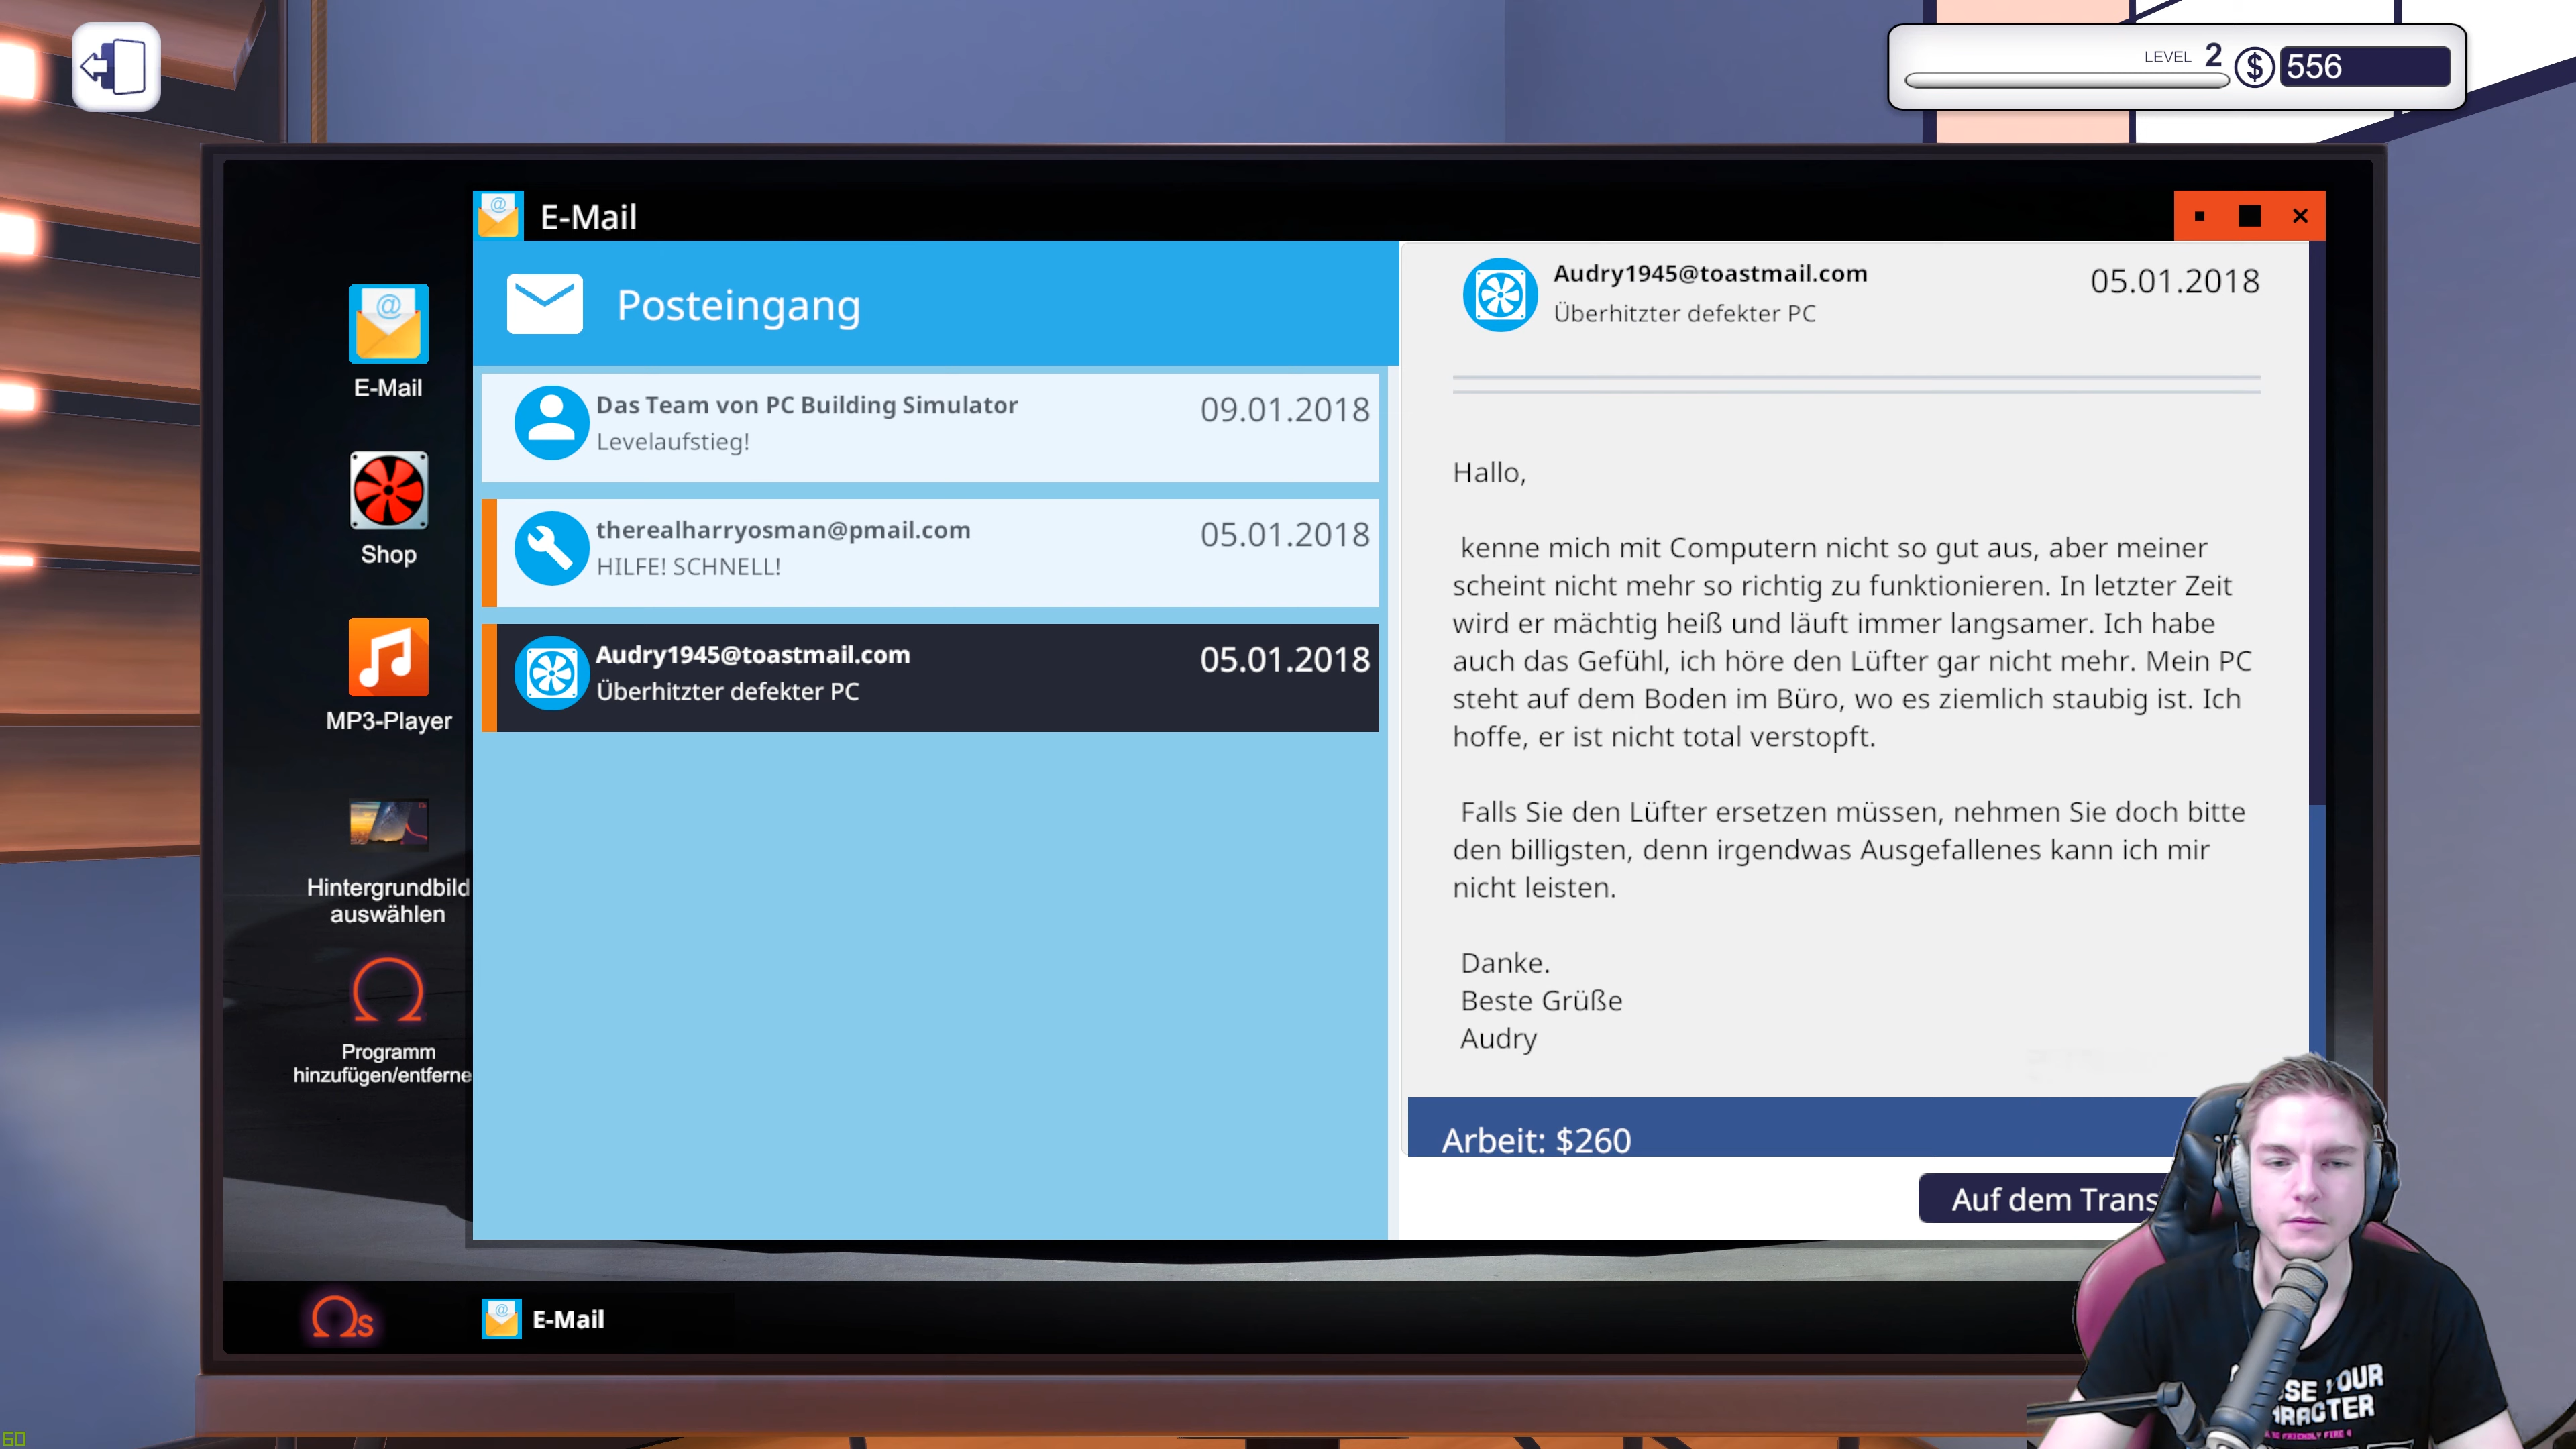 LEVEL 2 $ 556
E-Mail
Posteingang
Das Team von PC Building Simulator 09.01.2018
Levelaufstieg!
therealharryosman@pmail.com 05.01.2018
HILFE! SCHNELL!
Audry1945@toastmail.com 05.01.2018
Überhitzter defekter PC
Audry1945@toastmail.com 05.01.2018
Überhitzter defekter PC
Hallo,
kenne mich mit Computern nicht so gut aus, aber meiner
scheint nicht mehr so richtig zu funktionieren. In letzter Zeit
wird er mächtig heiß und läuft immer langsamer. Ich habe
auch das Gefühl, ich höre den Lüfter gar nicht mehr. Mein PC
steht auf dem Boden im Büro, wo es ziemlich staubig ist. Ich
hoffe, er ist nicht total verstopft.
Falls Sie den Lüfter ersetzen müssen, nehmen Sie doch bitte
den billigsten, denn irgendwas Ausgefallenes kann ich mir
nicht leisten.
Danke.
Beste Grüße
Audry
Arbeit: $260
Auf dem Trans
E-Mail
Shop
MP3-Player
Hintergrundbild
auswählen
Programm
hinzufügen/entferne
Ωs
E-Mail
YOUR
60